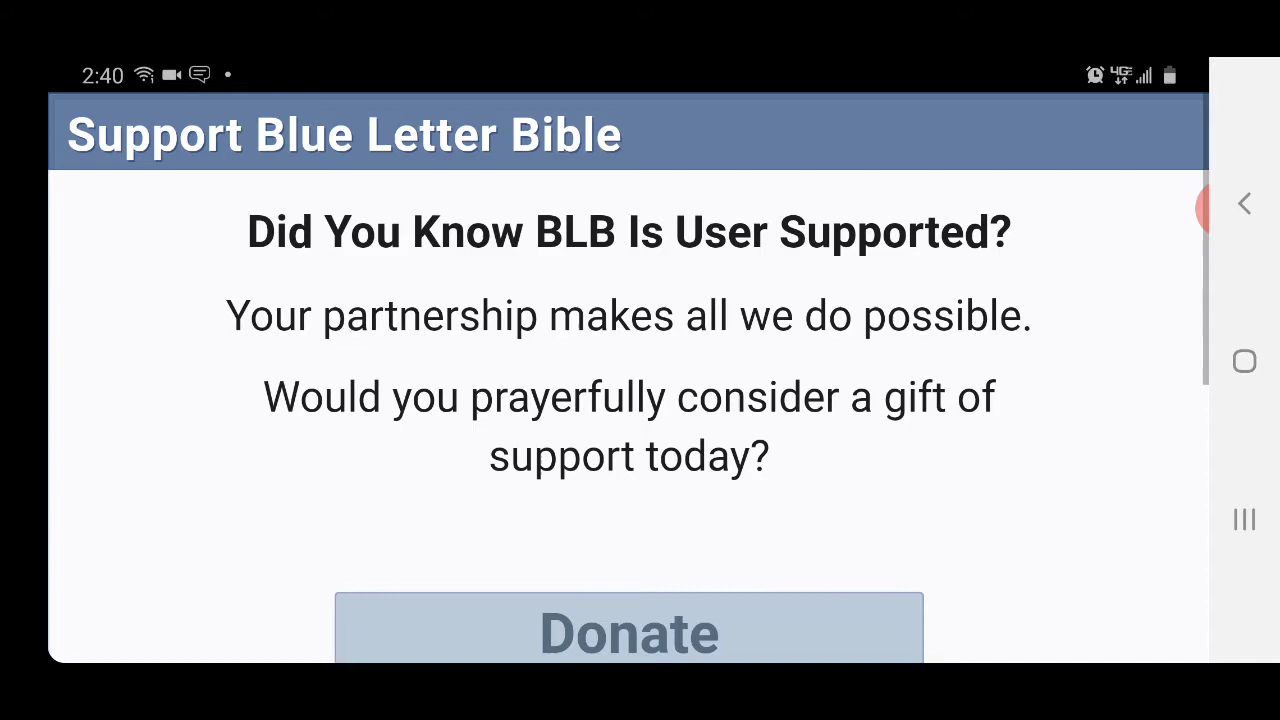 2:40
4GE
Support Blue Letter Bible
Did You Know BLB Is User Supported?
Your partnership makes all we do possible.
Would you prayerfully consider a gift of
support today?
Donate